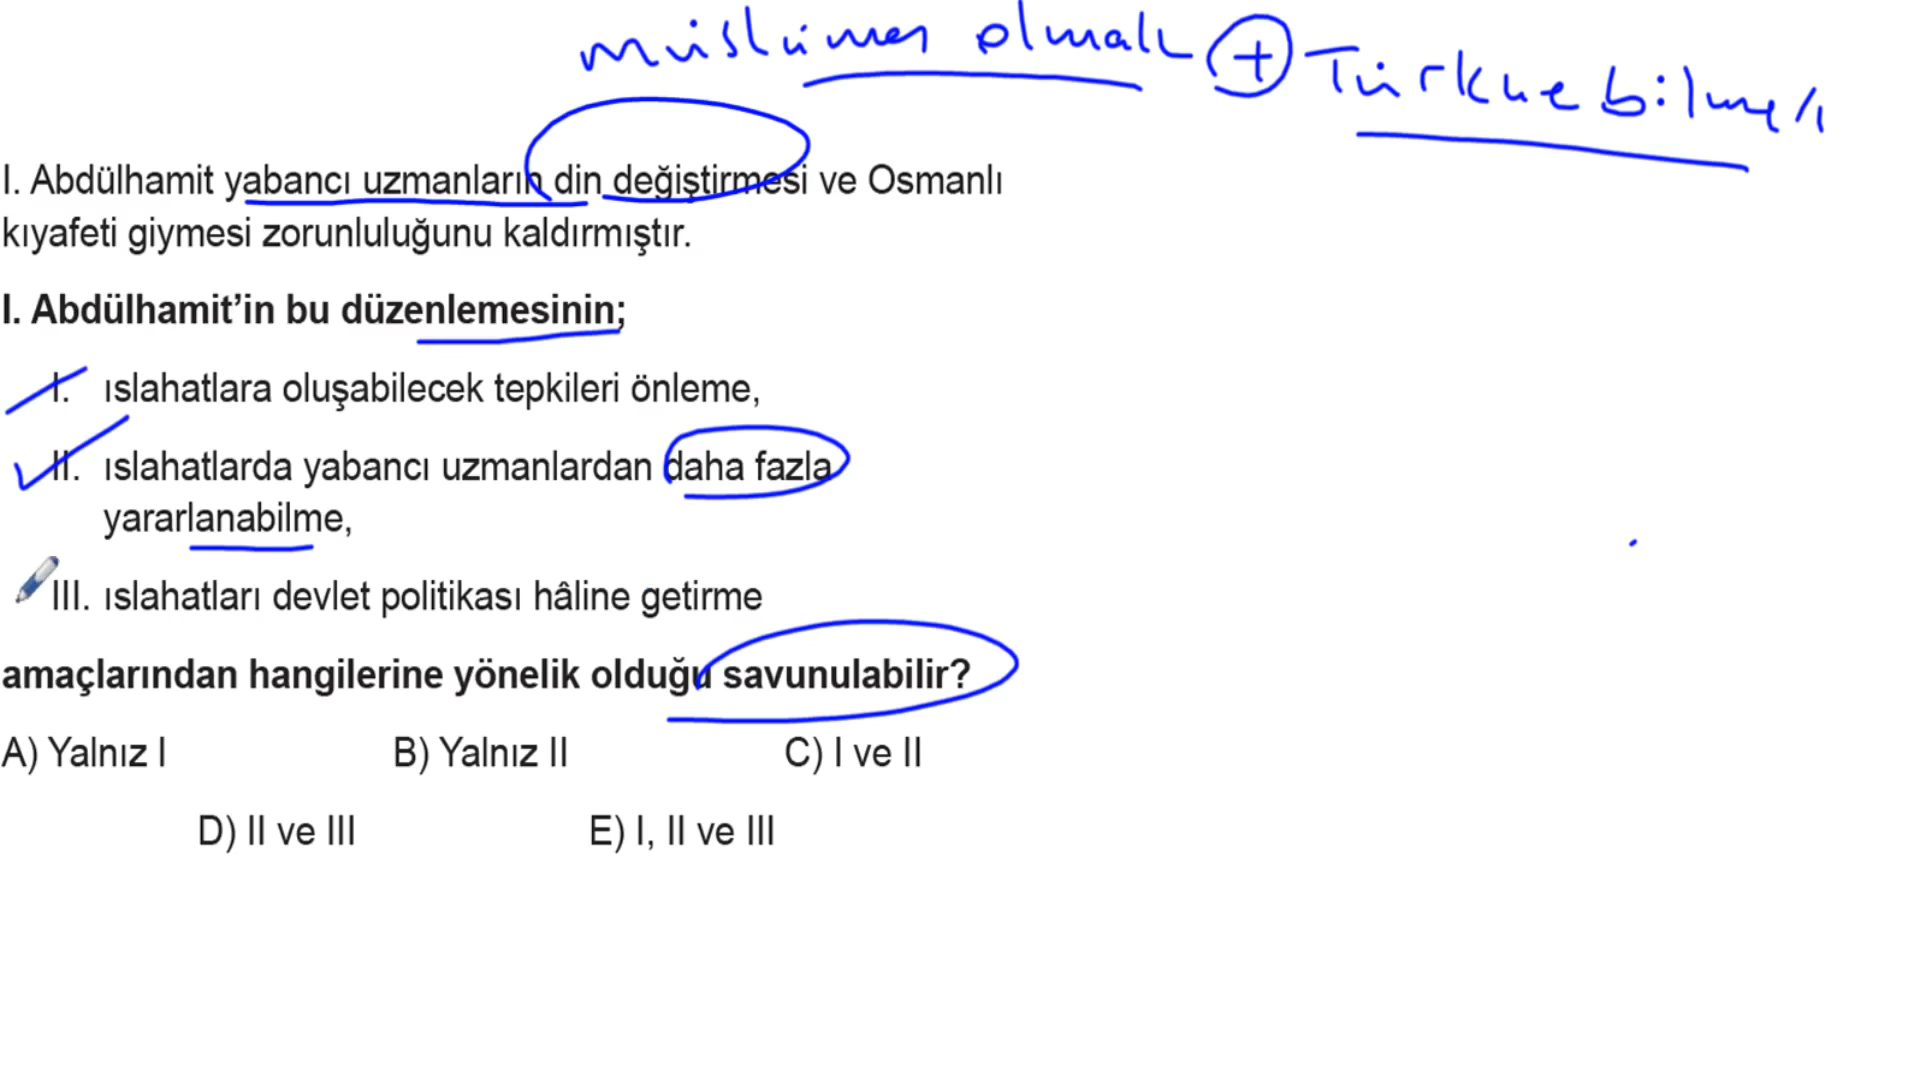 müslüman olmak + Türkçe bilmek
I. Abdülhamit yabancı uzmanların din değiştirmesi ve Osmanlı
kıyafeti giymesi zorunluluğunu kaldırmıştır.
I. Abdülhamit’in bu düzenlemesinin;
I. ıslahatlara oluşabilecek tepkileri önleme,
II. ıslahatlarda yabancı uzmanlardan daha fazla
yararlanabilme,
III. ıslahatları devlet politikası hâline getirme
amaçlarından hangilerine yönelik olduğu savunulabilir?
A) Yalnız I B) Yalnız II C) I ve II
D) II ve III E) I, II ve III